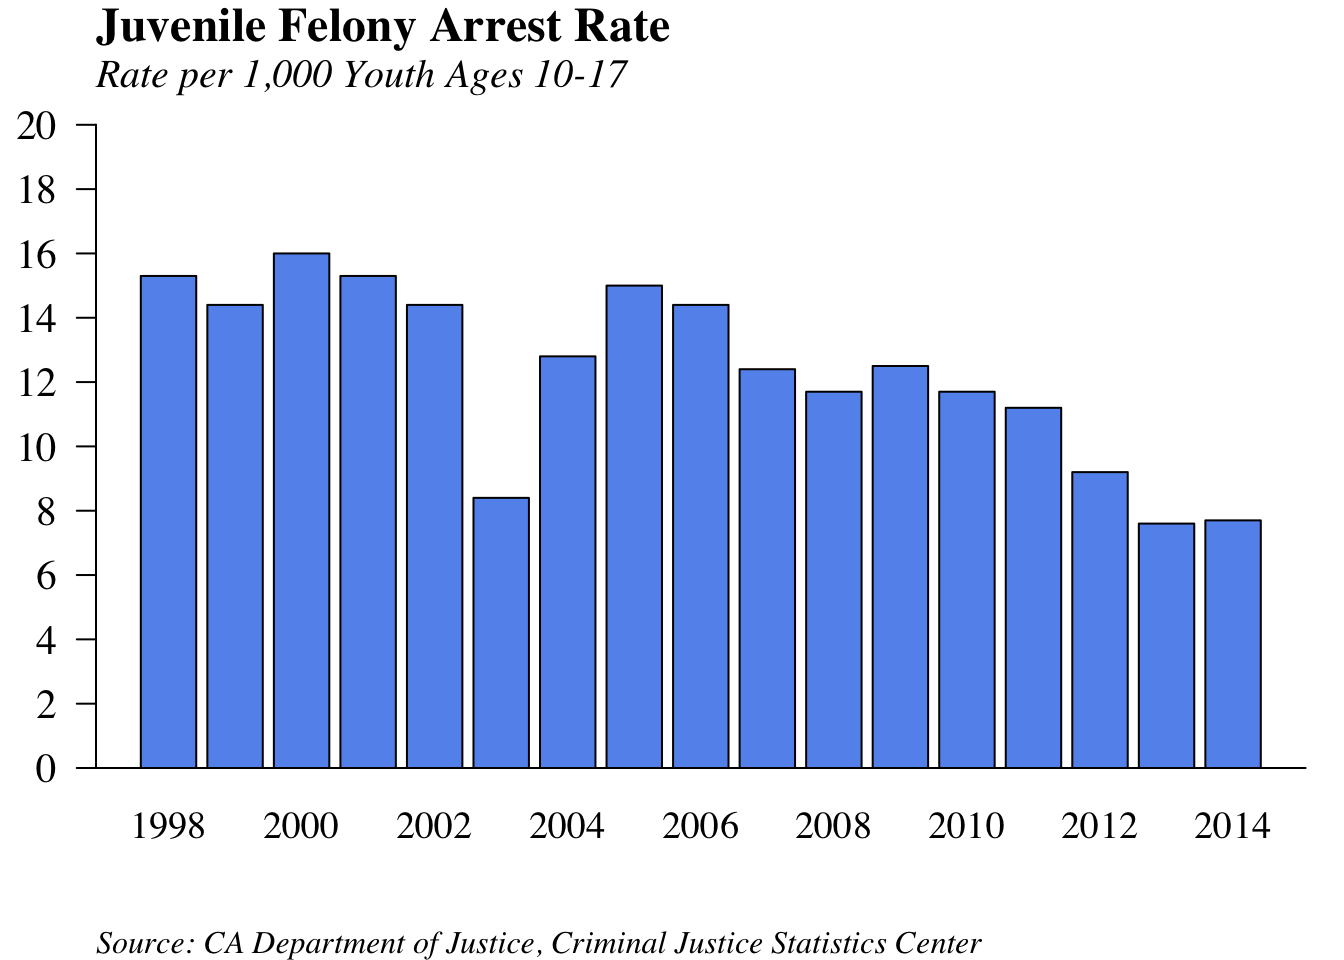 Juvenile Felony Arrest Rate
Rate per 1,000 Youth Ages 10-17
20
18
16
14
12
10
8
6
4
2
0
1998 2000 2002 2004 2006 2008 2010 2012 2014
Source: CA Department of Justice, Criminal Justice Statistics Center